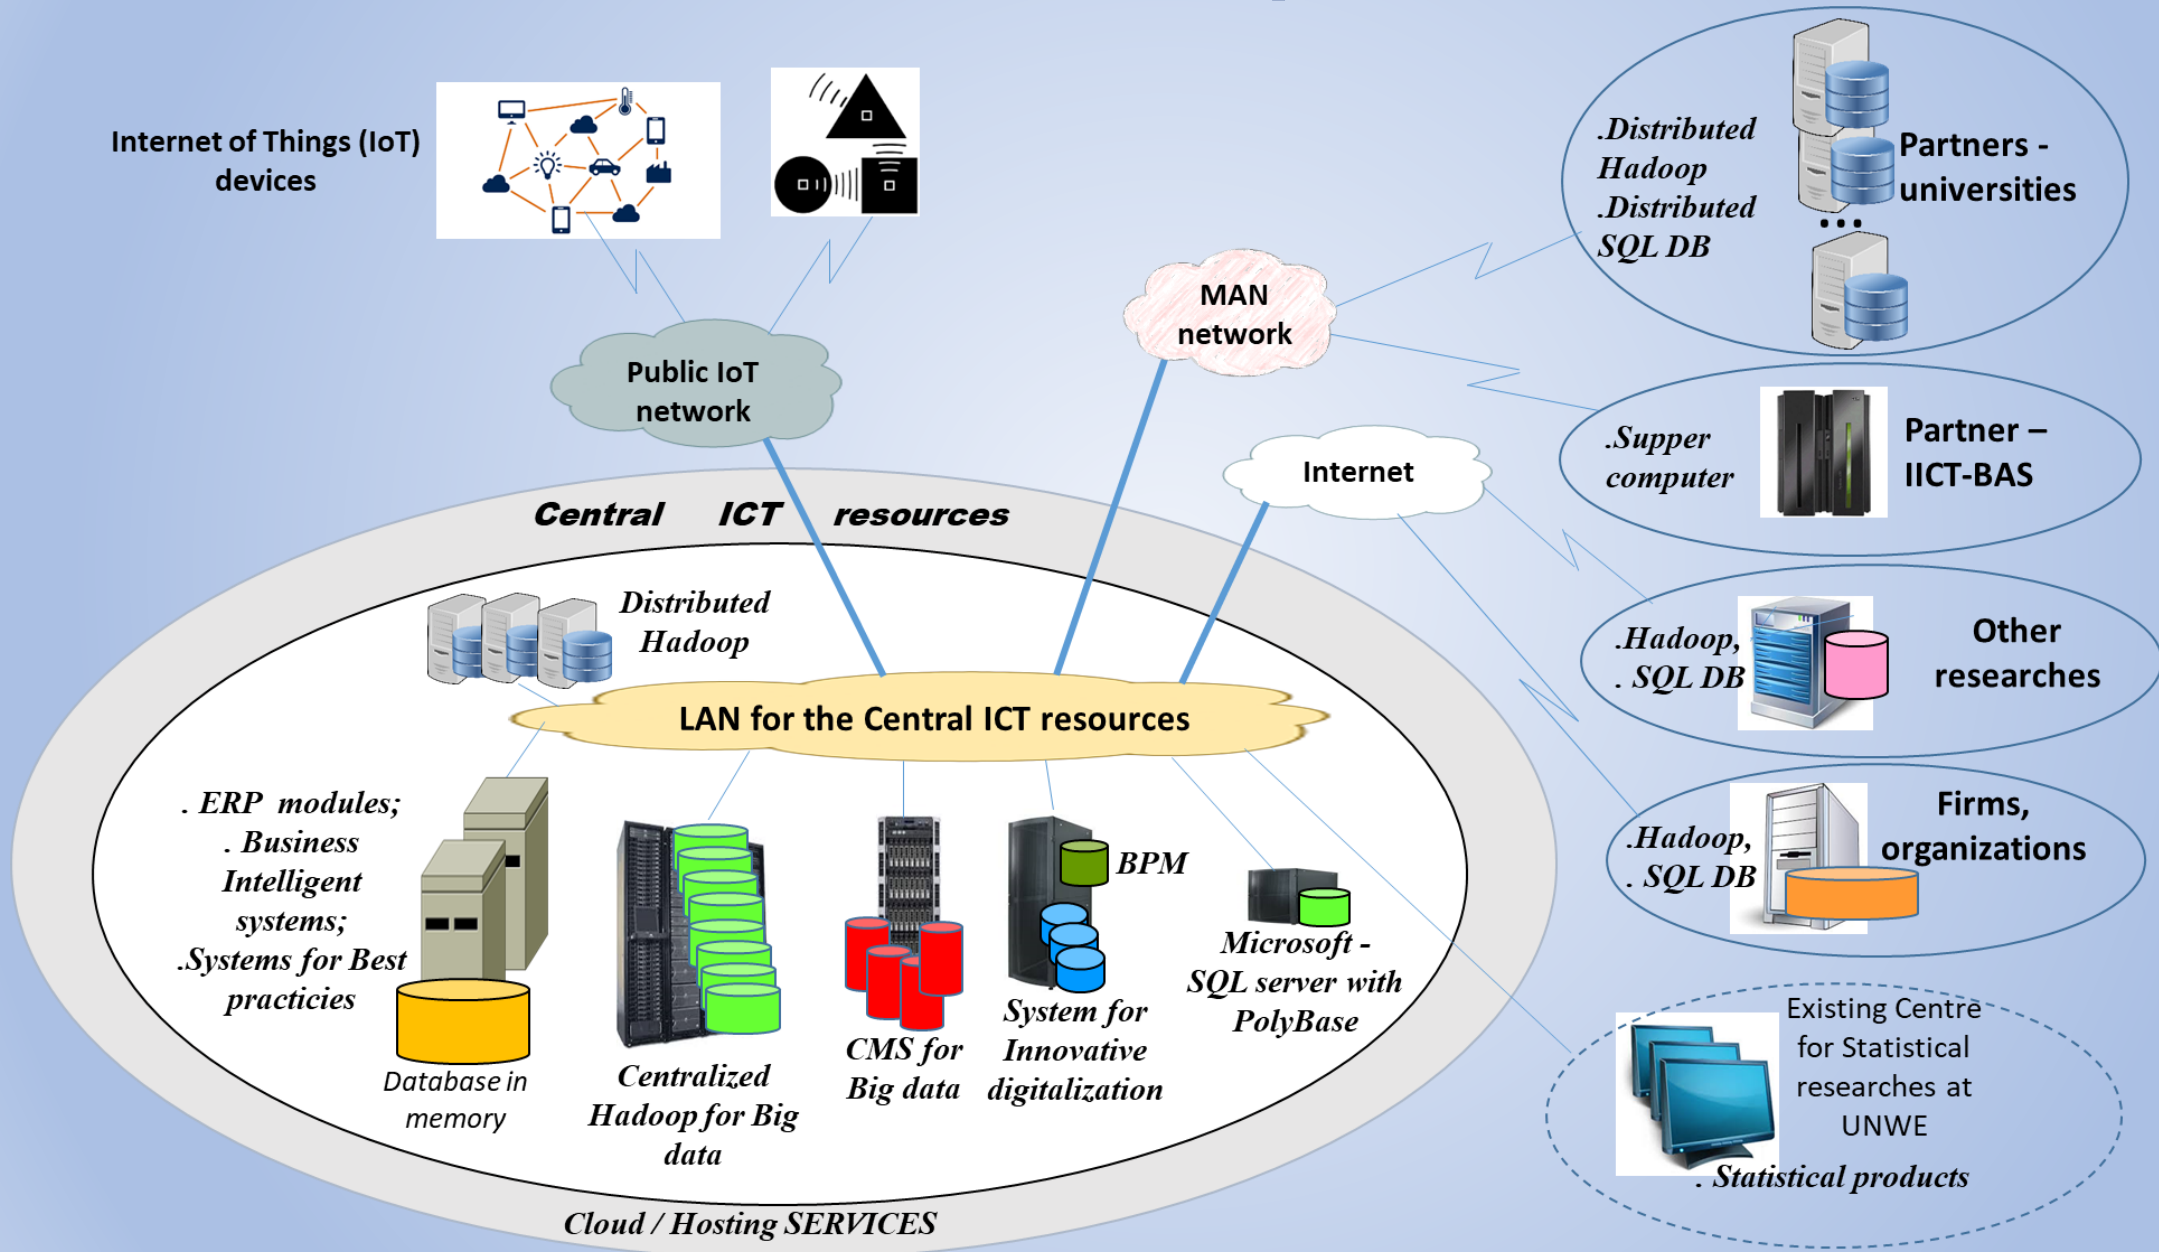 Internet of Things (IoT)
devices
Public IoT
network
MAN
network
Internet
.Distributed
Hadoop
.Distributed
SQL DB
Partners -
universities
...
.Supper
computer
Partner –
IICT-BAS
.Hadoop,
. SQL DB
Other
researches
.Hadoop,
. SQL DB
Firms,
organizations
Existing Centre
for Statistical
researches at
UNWE
. Statistical products
Central ICT resources
Distributed
Hadoop
LAN for the Central ICT resources
. ERP modules;
. Business
Intelligent
systems;
.Systems for Best
practicies
Database in
memory
Centralized
Hadoop for Big
data
CMS for
Big data
BPM
System for
Innovative
digitalization
Microsoft -
SQL server with
PolyBase
Cloud / Hosting SERVICES